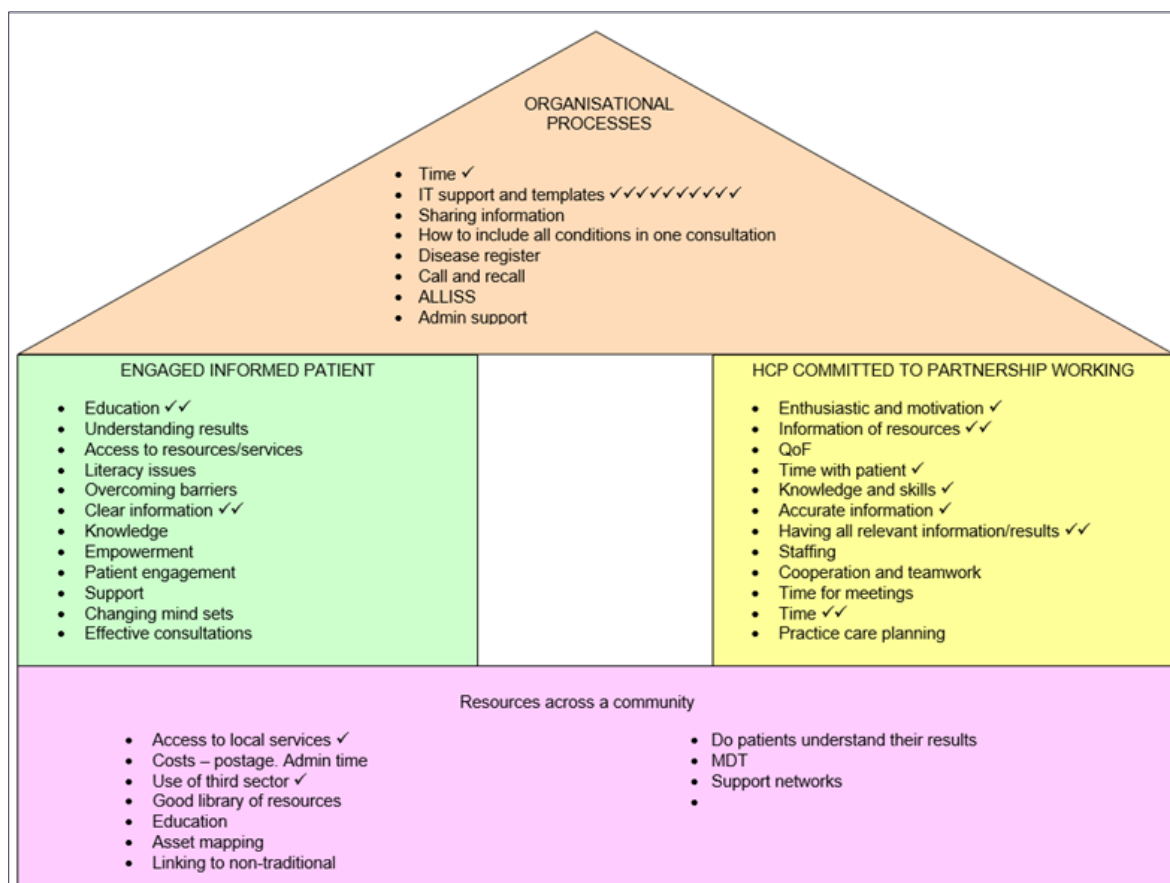 ORGANISATIONAL
PROCESSES
• Time ✓
• IT support and templates ✓✓✓✓✓✓✓✓✓✓
• Sharing information
• How to include all conditions in one consultation
• Disease register
• Call and recall
• ALLISS
• Admin support
ENGAGED INFORMED PATIENT
• Education ✓✓
• Understanding results
• Access to resources/services
• Literacy issues
• Overcoming barriers
• Clear information ✓✓
• Knowledge
• Empowerment
• Patient engagement
• Support
• Changing mind sets
• Effective consultations
HCP COMMITTED TO PARTNERSHIP WORKING
• Enthusiastic and motivation ✓
• Information of resources ✓✓
• QoF
• Time with patient ✓
• Knowledge and skills ✓
• Accurate information ✓
• Having all relevant information/results ✓✓
• Staffing
• Cooperation and teamwork
• Time for meetings
• Time ✓✓
• Practice care planning
Resources across a community
• Access to local services ✓
• Costs – postage. Admin time
• Use of third sector ✓
• Good library of resources
• Education
• Asset mapping
• Linking to non-traditional
• Do patients understand their results
• MDT
• Support networks
•